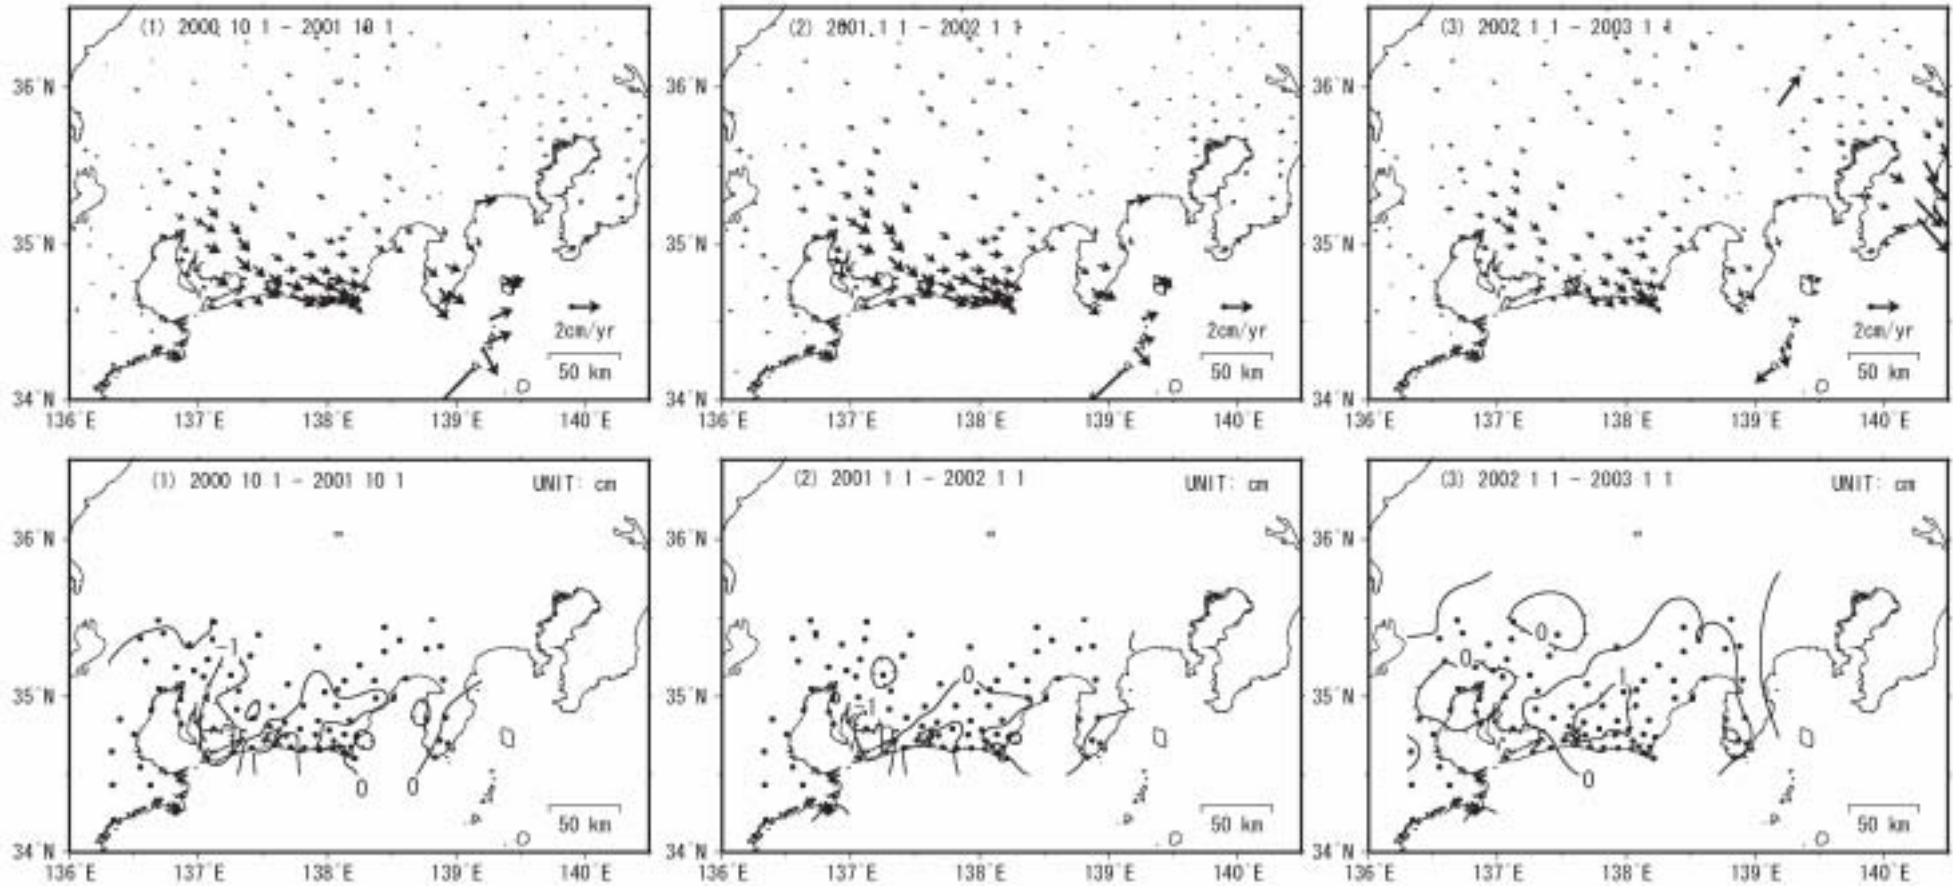 (1) 2000 10 1 - 2001 10 1
36°N
35°N
34°N
2cm/yr
50 km
136°E 137°E 138°E 139°E 140°E
(2) 2001 1 1 - 2002 1 1
36°N
35°N
34°N
2cm/yr
50 km
136°E 137°E 138°E 139°E 140°E
(3) 2002 1 1 - 2003 1 1
36°N
35°N
34°N
2cm/yr
50 km
136°E 137°E 138°E 139°E 140°E
(1) 2000 10 1 - 2001 10 1 UNIT: cm
36°N
-1
35°N
0 0
50 km
34°N
136°E 137°E 138°E 139°E 140°E
(2) 2001 1 1 - 2002 1 1 UNIT: cm
36°N
0
35°N
-1
50 km
34°N
136°E 137°E 138°E 139°E 140°E
(3) 2002 1 1 - 2003 1 1 UNIT: cm
36°N
0
0
1
35°N
0
50 km
34°N
136°E 137°E 138°E 139°E 140°E